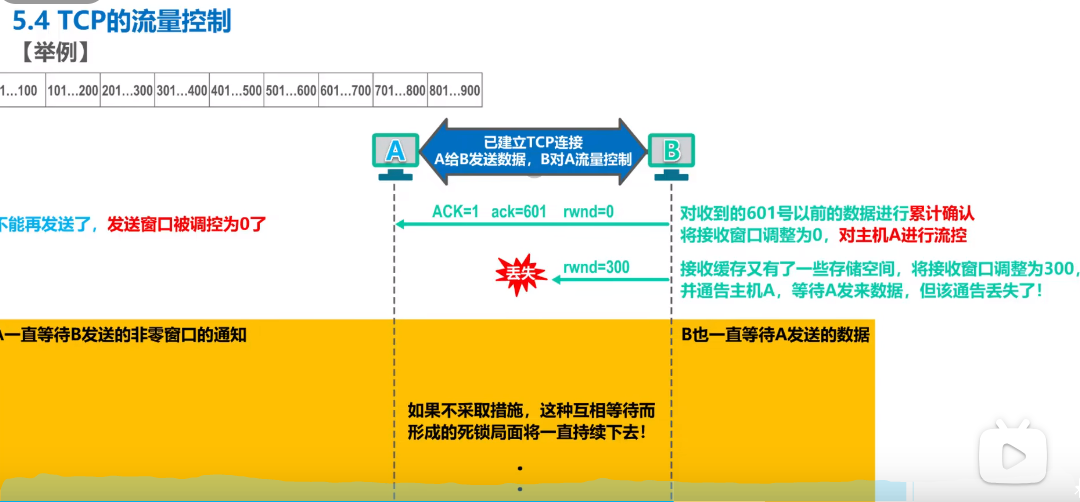 5.4 TCP的流量控制
【举例】
1…100 101…200 201…300 301…400 401…500 501…600 601…700 701…800 801…900
已建立TCP连接
A给B发送数据，B对A流量控制
A
B
ACK=1 ack=601 rwnd=0
对收到的601号以前的数据进行累计确认
将接收窗口调整为0，对主机A进行流控
不能再发送了，发送窗口被调控为0了
丢失
rwnd=300
接收缓存又有了一些存储空间，将接收窗口调整为300，
并通告主机A，等待A发来数据，但该通告丢失了！
A一直等待B发送的非零窗口的通知
B也一直等待A发送的数据
如果不采取措施，这种互相等待而
形成的死锁局面将一直持续下去！